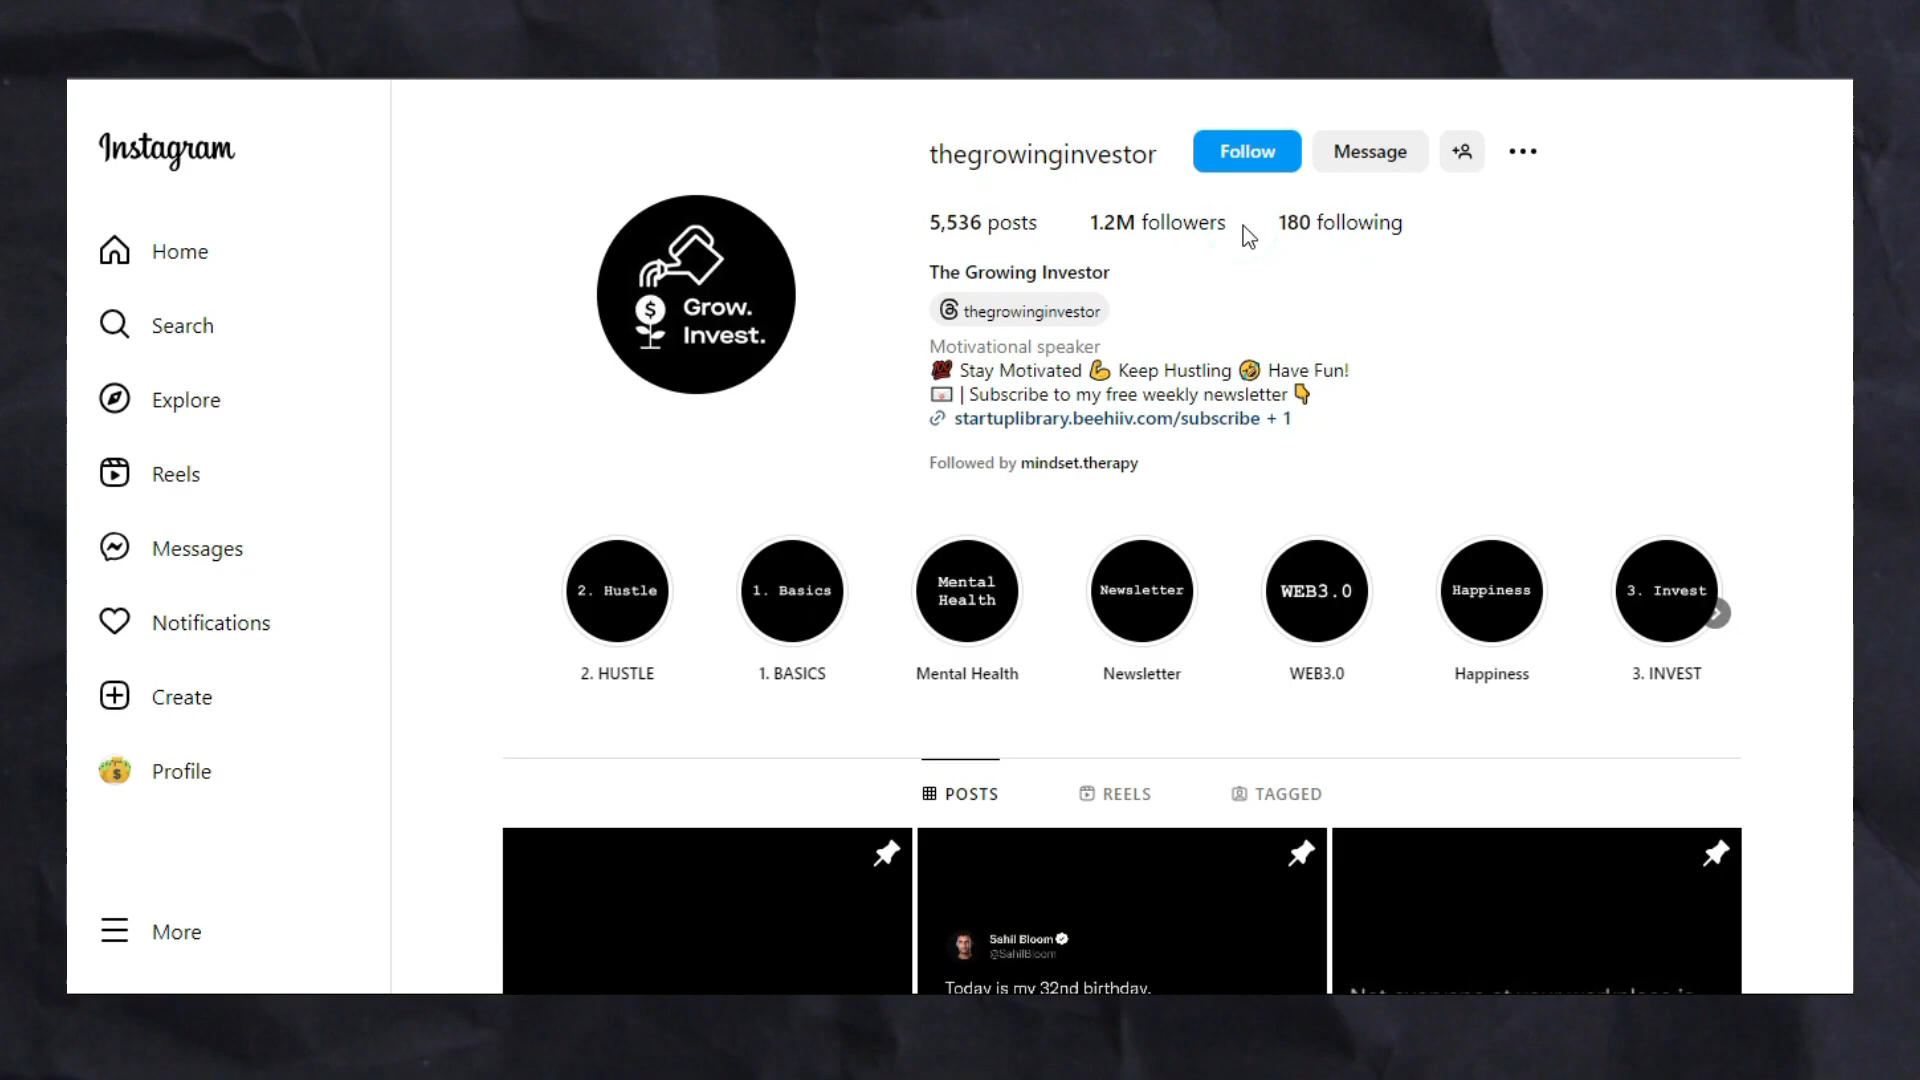 Instagram
Home
Search
Explore
Reels
Messages
Notifications
Create
Profile
More
thegrowinginvestor
Follow
Message
5,536 posts
1.2M followers
180 following
$
Grow.
Invest.
The Growing Investor
thegrowinginvestor
Motivational speaker
💯 Stay Motivated 💪 Keep Hustling 🤣 Have Fun!
💌 | Subscribe to my free weekly newsletter 👇
startuplibrary.beehiiv.com/subscribe + 1
Followed by mindset.therapy
2. Hustle
1. Basics
Mental
Health
Newsletter
WEB3.0
Happiness
3. Invest
2. HUSTLE
1. BASICS
Mental Health
Newsletter
WEB3.0
Happiness
3. INVEST
POSTS
REELS
TAGGED
Sahil Bloom
@SahilBloom
Today is my 32nd birthday.